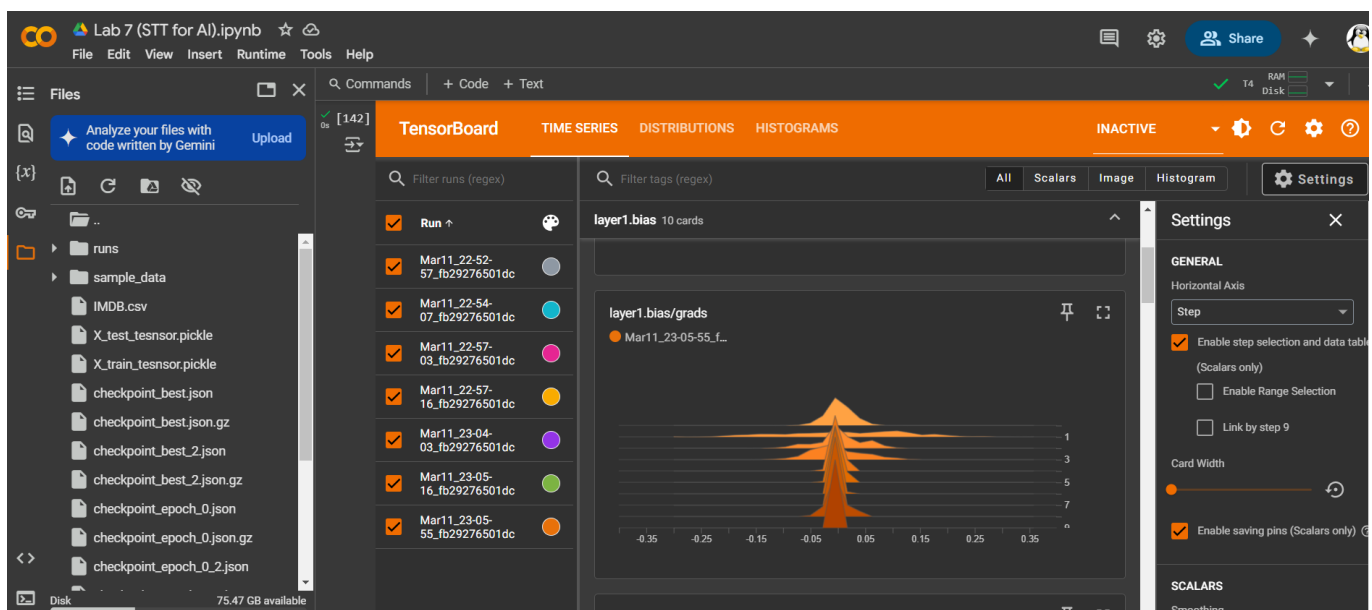 Lab 7 (STT for AI).ipynb
File Edit View Insert Runtime Tools Help
Share
Files
Commands + Code + Text
T4 RAM
Disk
Analyze your files with
code written by Gemini
Upload
{x}
..
runs
sample_data
IMDB.csv
X_test_tesnsor.pickle
X_train_tesnsor.pickle
checkpoint_best.json
checkpoint_best.json.gz
checkpoint_best_2.json
checkpoint_best_2.json.gz
checkpoint_epoch_0.json
checkpoint_epoch_0.json.gz
checkpoint_epoch_0_2.json
Disk 75.47 GB available
[142]
0s
TensorBoard TIME SERIES DISTRIBUTIONS HISTOGRAMS INACTIVE
Filter runs (regex)
Filter tags (regex)
All Scalars Image Histogram
Settings
Run ↑
Mar11_22-52-
57_fb29276501dc
Mar11_22-54-
07_fb29276501dc
Mar11_22-57-
03_fb29276501dc
Mar11_22-57-
16_fb29276501dc
Mar11_23-04-
03_fb29276501dc
Mar11_23-05-
16_fb29276501dc
Mar11_23-05-
55_fb29276501dc
layer1.bias 10 cards
layer1.bias/grads
Mar11_23-05-55_f...
1
3
5
7
9
-0.35 -0.25 -0.15 -0.05 0.05 0.15 0.25 0.35
Settings
GENERAL
Horizontal Axis
Step
Enable step selection and data table
(Scalars only)
Enable Range Selection
Link by step 9
Card Width
Enable saving pins (Scalars only)
SCALARS
Smoothing